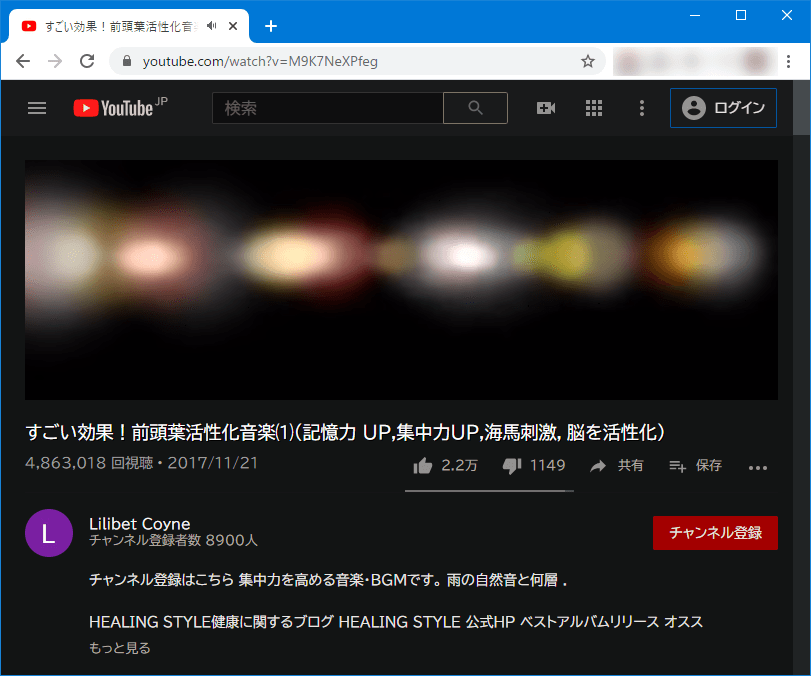 すごい効果！前頭葉活性化音
youtube.com/watch?v=M9K7NeXPfeg
YouTube JP
検索
ログイン
すごい効果！前頭葉活性化音楽⑴（記憶力 UP,集中力UP,海馬刺激, 脳を活性化）
4,863,018 回視聴・2017/11/21
2.2万
1149
共有
保存
L
Lilibet Coyne
チャンネル登録者数 8900人
チャンネル登録
チャンネル登録はこちら 集中力を高める音楽･BGMです。 雨の自然音と何層 .
HEALING STYLE健康に関するブログ HEALING STYLE 公式HP ベストアルバムリリース オスス
もっと見る